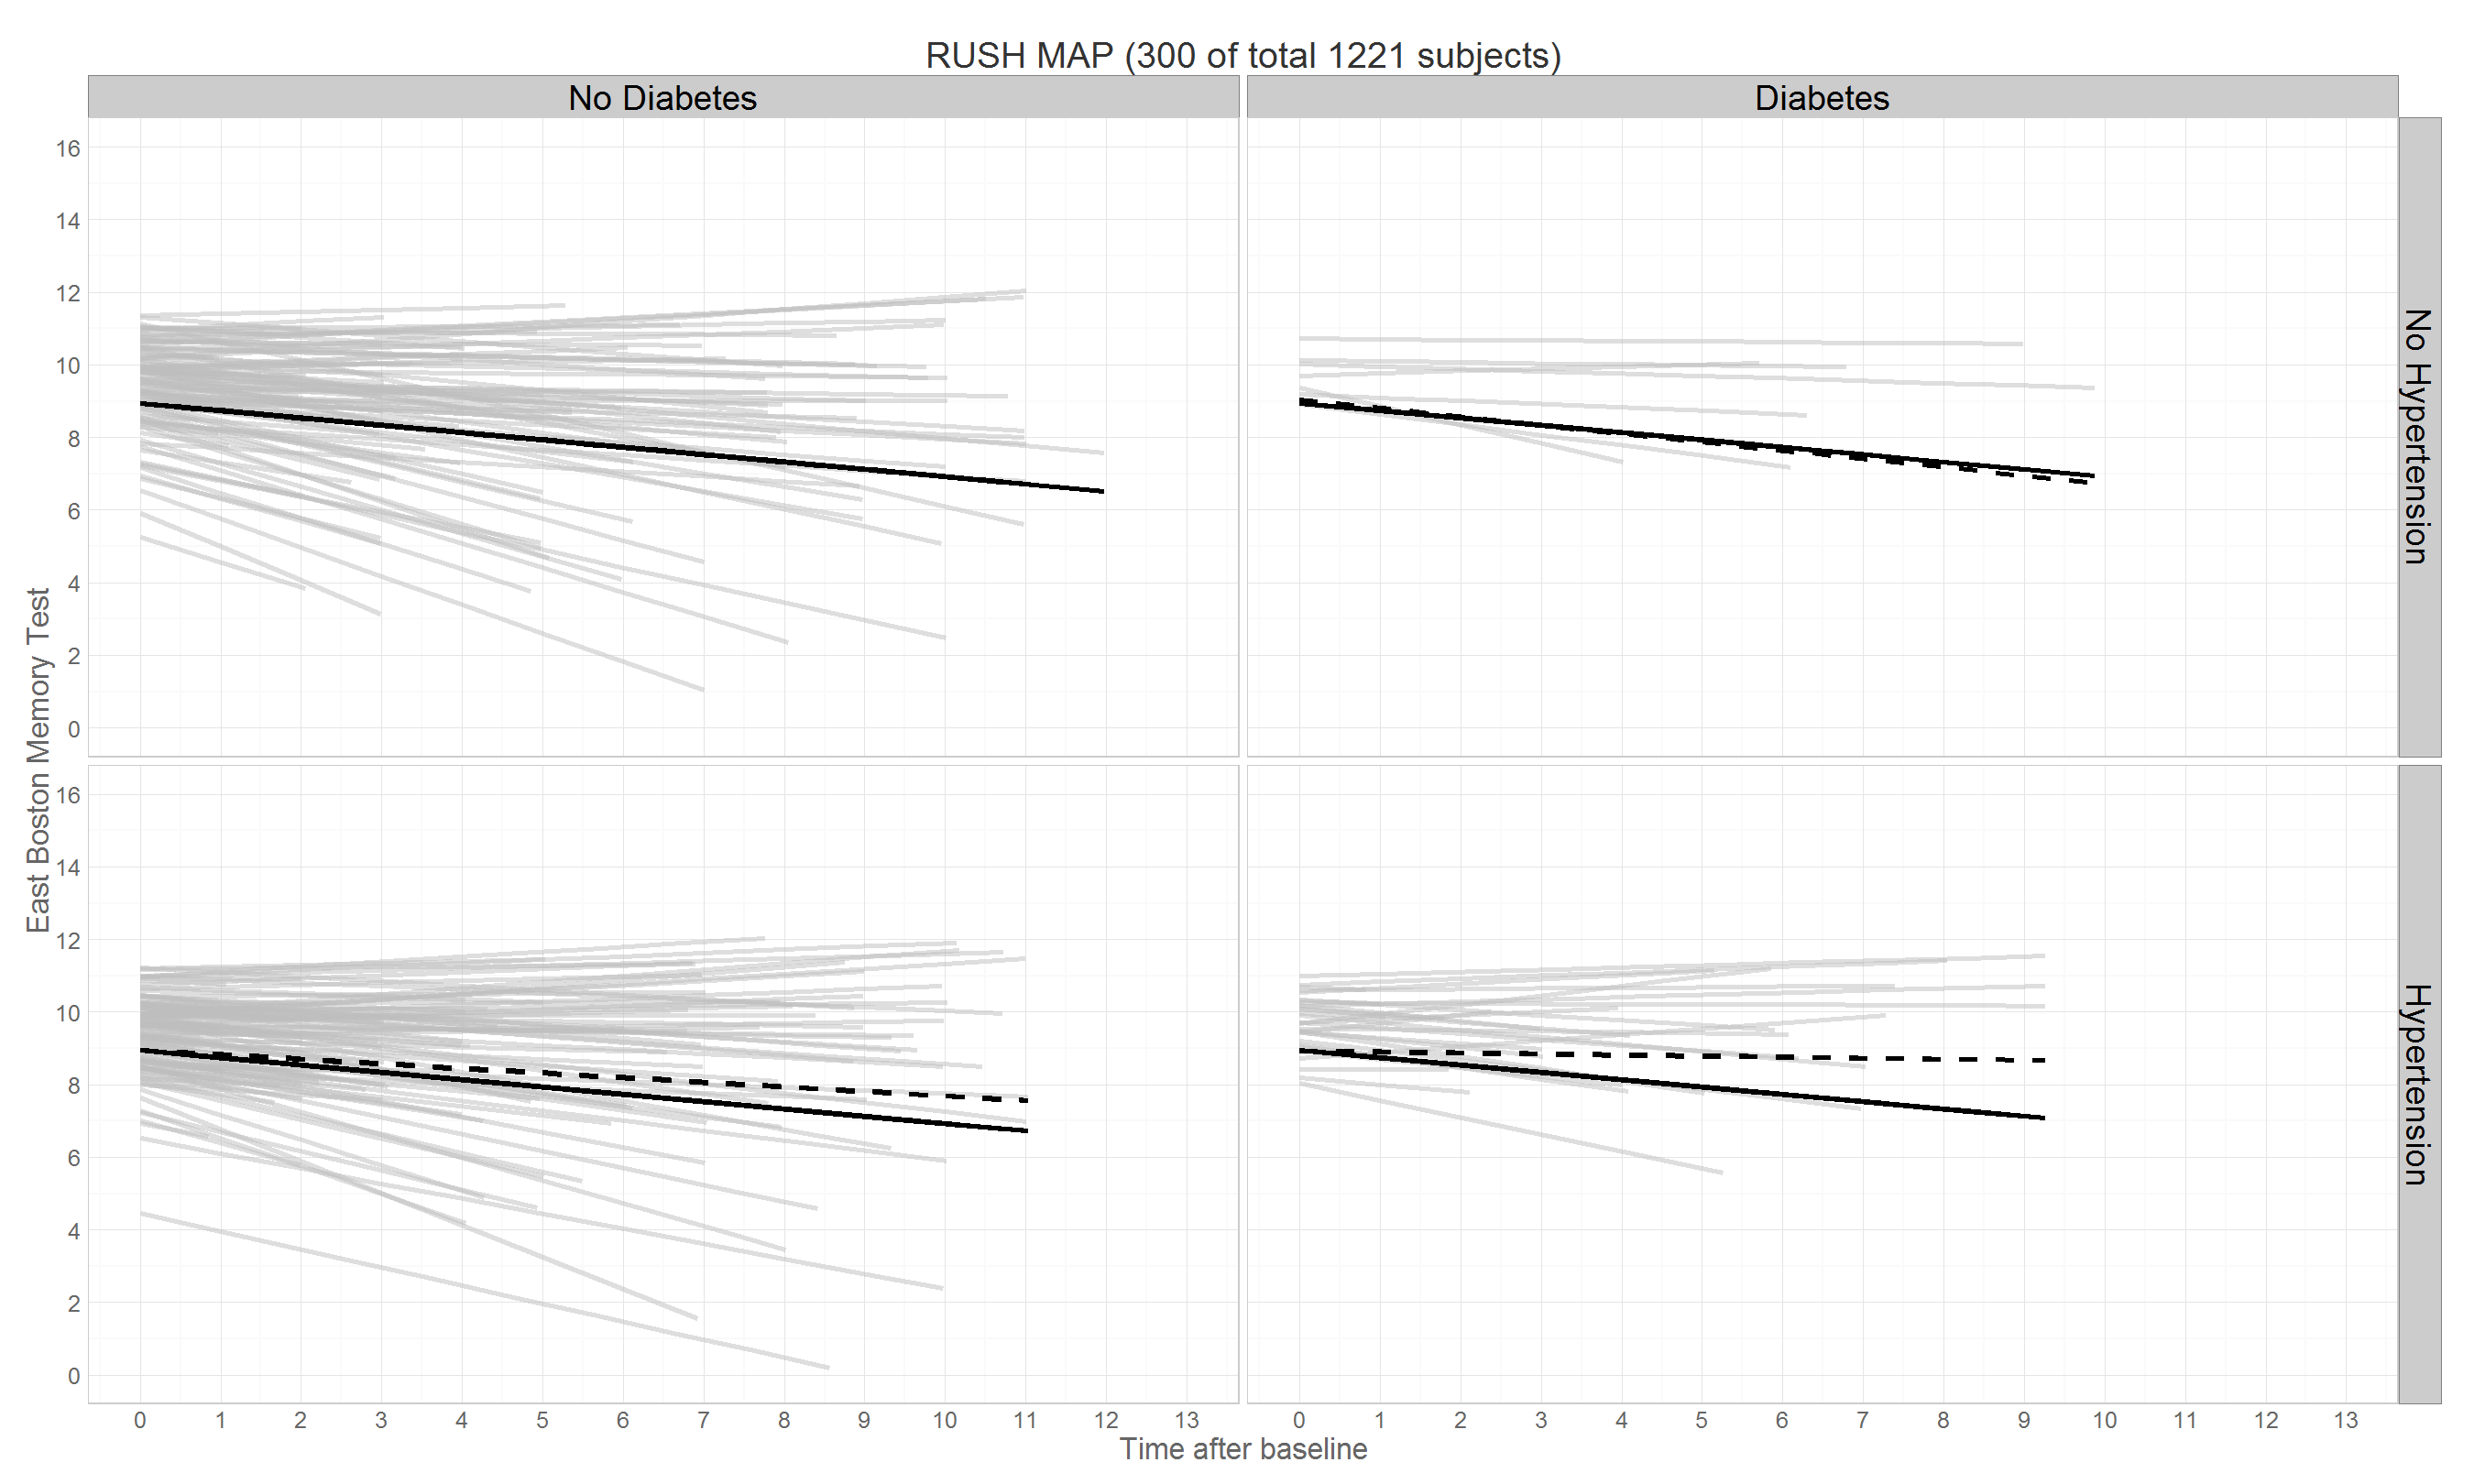 RUSH MAP (300 of total 1221 subjects)
No Diabetes
Diabetes
16
14
12
10
8
6
4
2
0
No Hypertension
East Boston Memory Test
16
14
12
10
8
6
4
2
0
Hypertension
0 1 2 3 4 5 6 7 8 9 10 11 12 13
0 1 2 3 4 5 6 7 8 9 10 11 12 13
Time after baseline